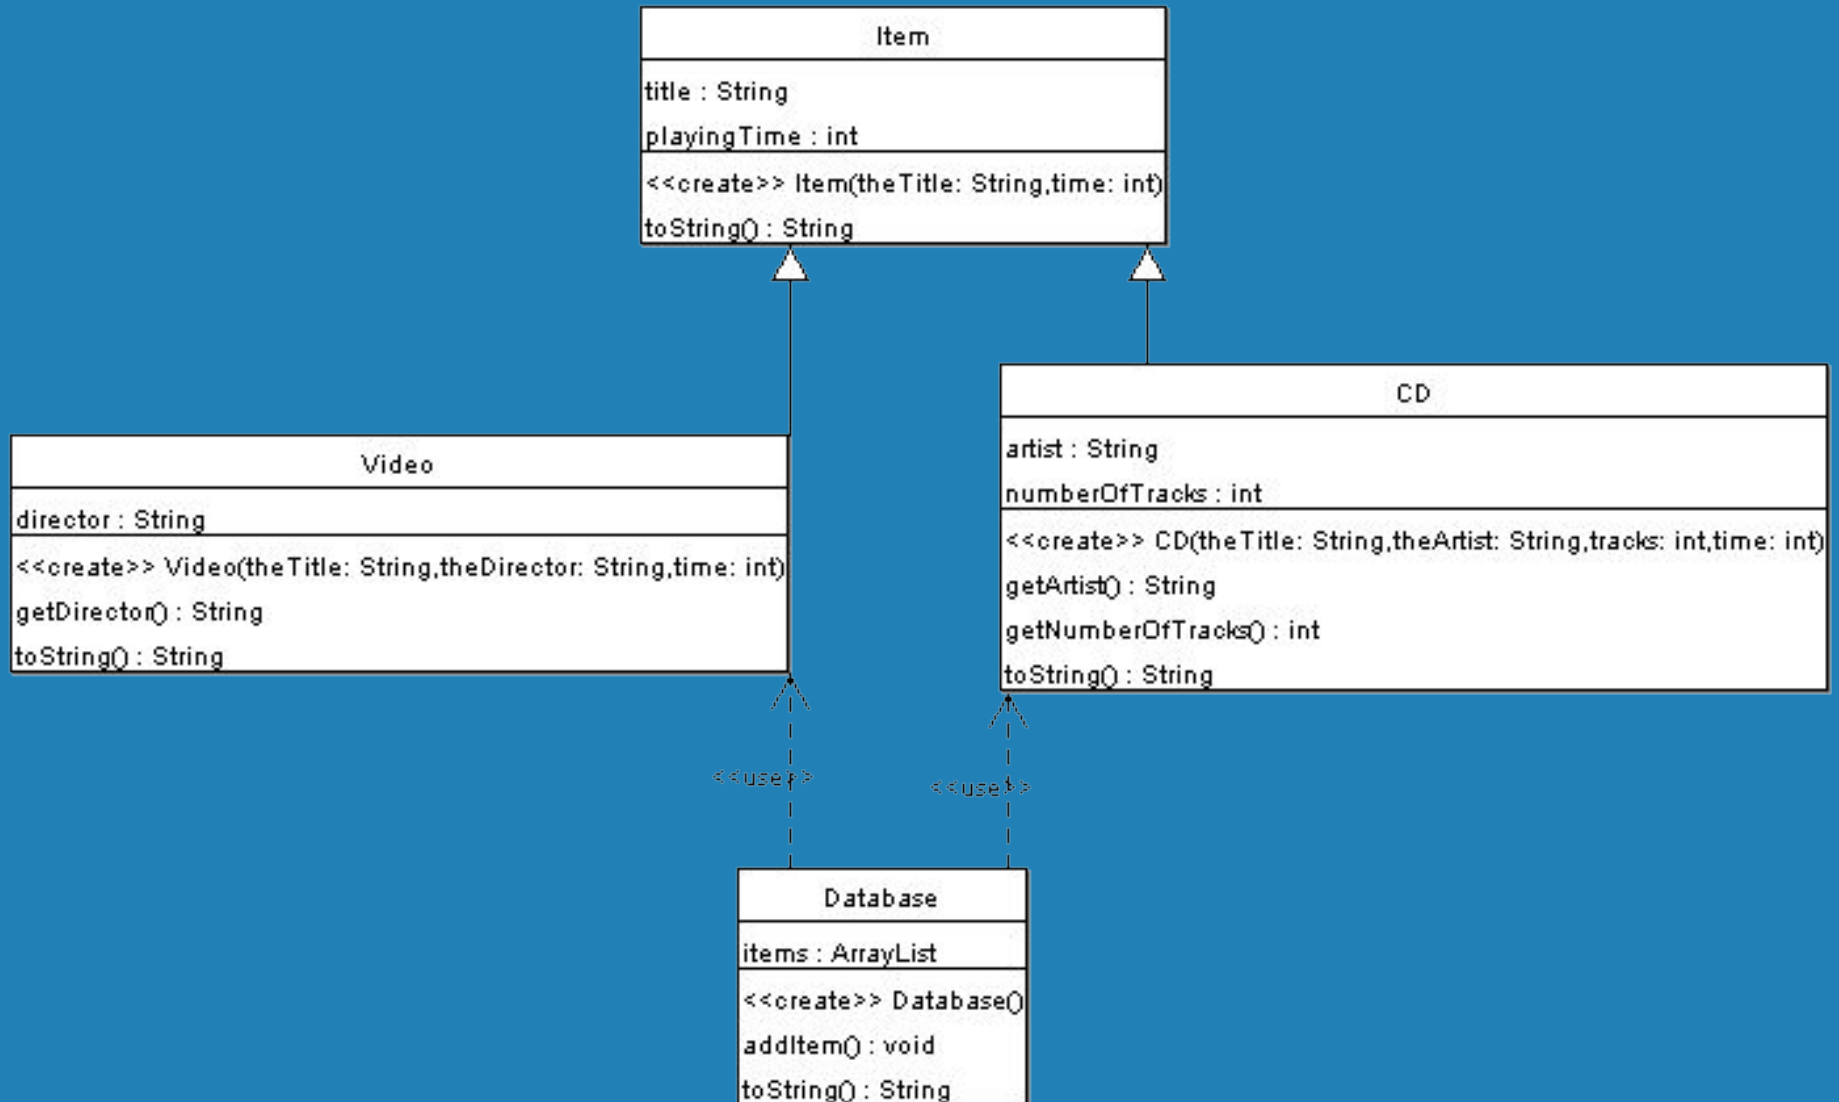 Item
title : String
playingTime : int
<<create>> Item(theTitle: String,time: int)
toString() : String
Video
director : String
<<create>> Video(theTitle: String,theDirector: String,time: int)
getDirector() : String
toString() : String
CD
artist : String
numberOfTracks : int
<<create>> CD(theTitle: String,theArtist: String,tracks: int,time: int)
getArtist() : String
getNumberOfTracks() : int
toString() : String
<<use>>
<<use>>
Database
items : ArrayList
<<create>> Database()
addItem() : void
toString() : String